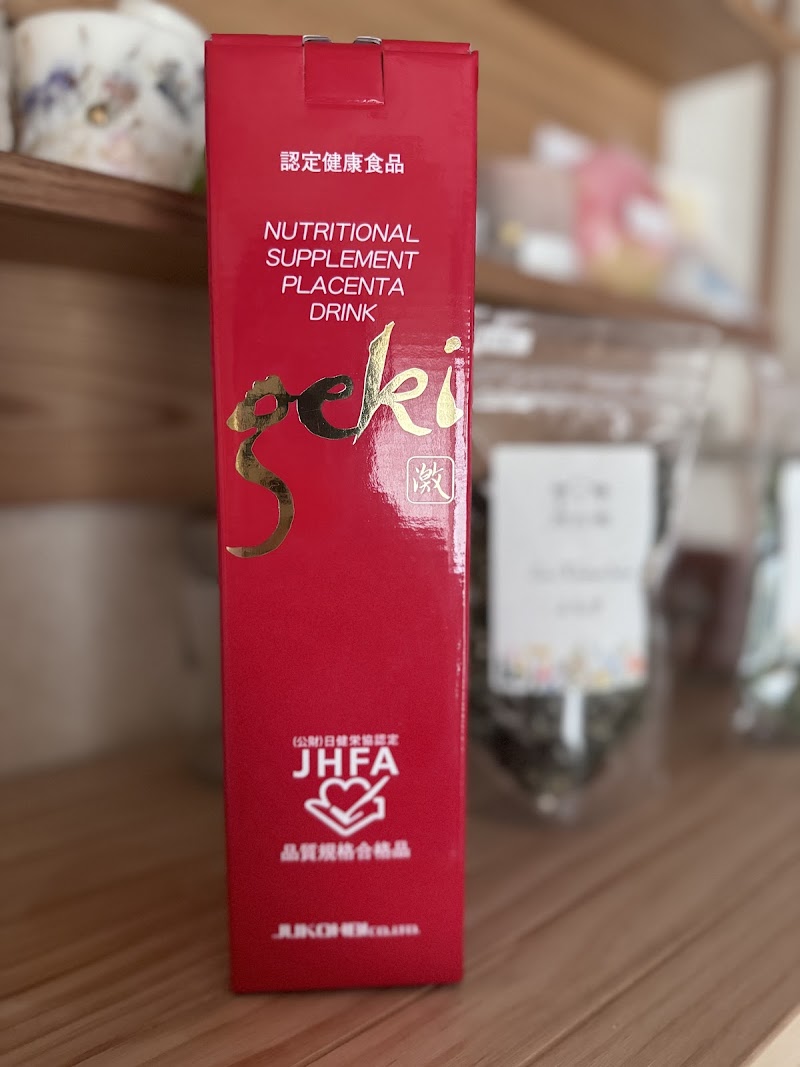 認定健康食品
NUTRITIONAL
SUPPLEMENT
PLACENTA
DRINK
geki
激
(公財)日健栄協認定
JHFA
品質規格合格品